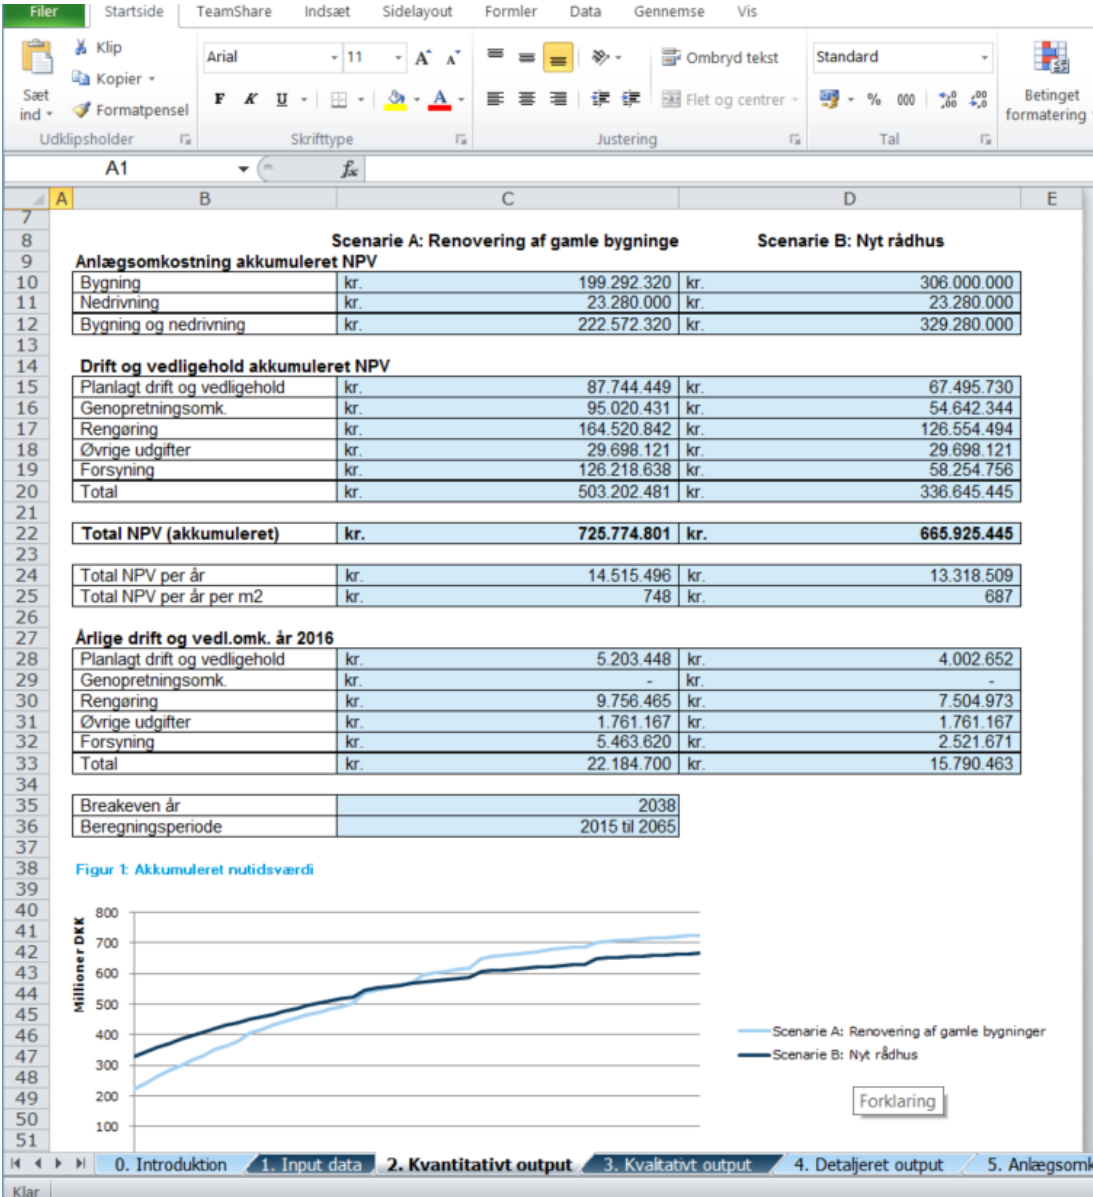 Filer Startside TeamShare Indsæt Sidelayout Formler Data Gennemse Vis
Sæt ind
Klip
Kopier
Formatpensel
Udklipsholder
Arial 11 A A
F K U A
Skrifttype
Ombryd tekst
Flet og centrer
Justering
Standard
% 000 ,00 ,00 ,0
Tal
Betinget formatering
A1 fx
A B C D E
7
8 Scenarie A: Renovering af gamle bygninge Scenarie B: Nyt rådhus
9 Anlægsomkostning akkumuleret NPV
10 Bygning kr. 199.292.320 kr. 306.000.000
11 Nedrivning kr. 23.280.000 kr. 23.280.000
12 Bygning og nedrivning kr. 222.572.320 kr. 329.280.000
13
14 Drift og vedligehold akkumuleret NPV
15 Planlagt drift og vedligehold kr. 87.744.449 kr. 67.495.730
16 Genopretningsomk. kr. 95.020.431 kr. 54.642.344
17 Rengøring kr. 164.520.842 kr. 126.554.494
18 Øvrige udgifter kr. 29.698.121 kr. 29.698.121
19 Forsyning kr. 126.218.638 kr. 58.254.756
20 Total kr. 503.202.481 kr. 336.645.445
21
22 Total NPV (akkumuleret) kr. 725.774.801 kr. 665.925.445
23
24 Total NPV per år kr. 14.515.496 kr. 13.318.509
25 Total NPV per år per m2 kr. 748 kr. 687
26
27 Årlige drift og vedl.omk. år 2016
28 Planlagt drift og vedligehold kr. 5.203.448 kr. 4.002.652
29 Genopretningsomk. kr. - kr. -
30 Rengøring kr. 9.756.465 kr. 7.504.973
31 Øvrige udgifter kr. 1.761.167 kr. 1.761.167
32 Forsyning kr. 5.463.620 kr. 2.521.671
33 Total kr. 22.184.700 kr. 15.790.463
34
35 Breakeven år 2038
36 Beregningsperiode 2015 til 2065
37
38 Figur 1: Akkumuleret nutidsværdi
39
40
41
42
43
44
45
46
47
48
49
50
51
Millioner DKK
800
700
600
500
400
300
200
100
Scenarie A: Renovering af gamle bygninger
Scenarie B: Nyt rådhus
Forklaring
0. Introduktion 1. Input data 2. Kvantitativt output 3. Kvaltativt output 4. Detaljeret output 5. Anlægsomk
Klar